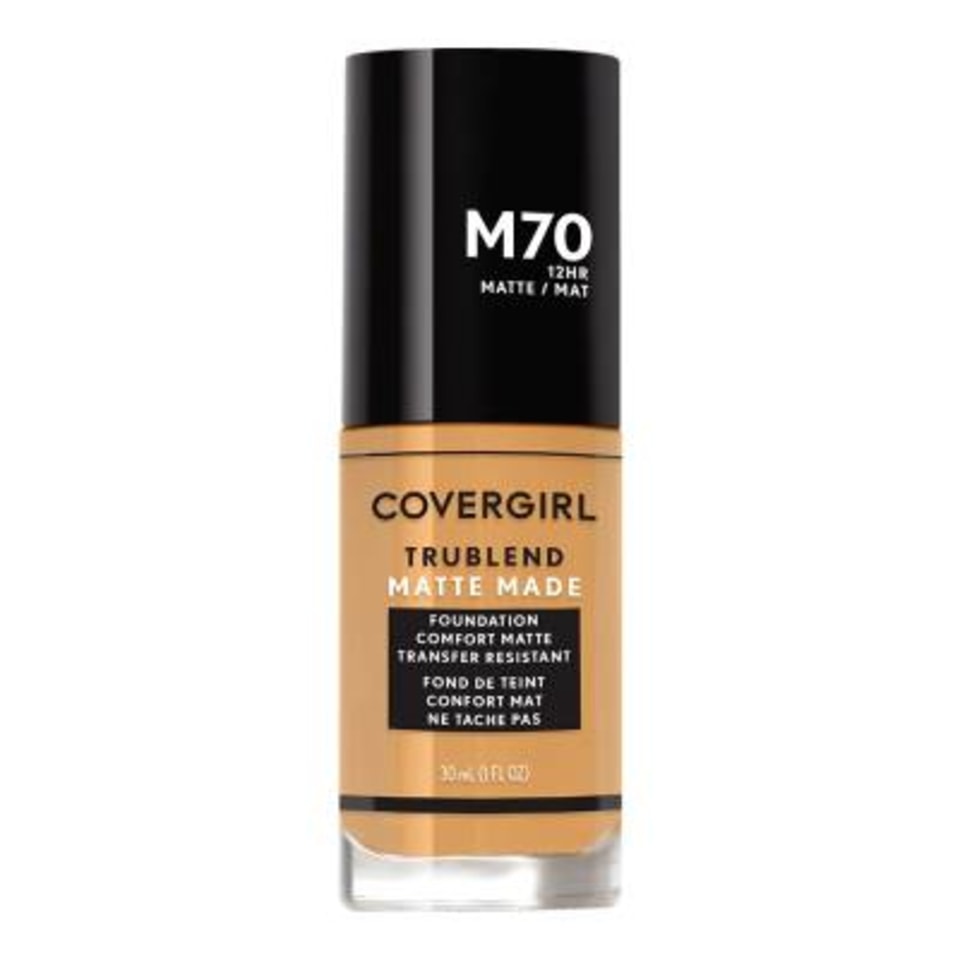 M70
12HR
MATTE / MAT
COVERGIRL
TRUBLEND
MATTE MADE
FOUNDATION
COMFORT MATTE
TRANSFER RESISTANT
FOND DE TEINT
CONFORT MAT
NE TACHE PAS
30 mL (1 FL OZ)